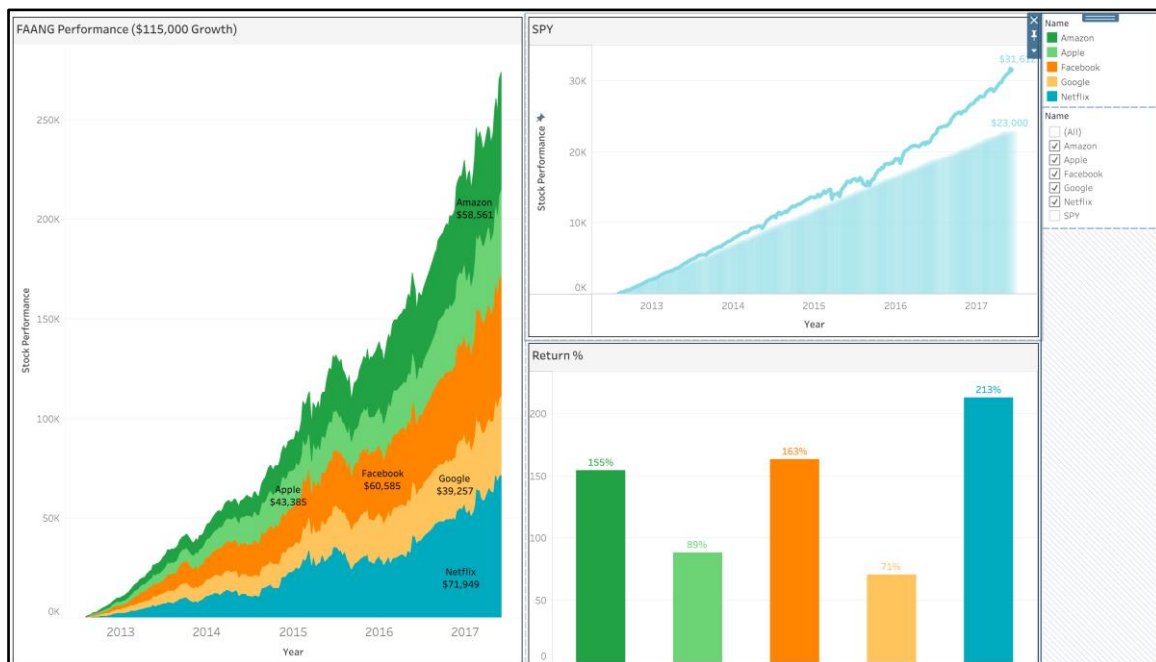 FAANG Performance ($115,000 Growth)
Stock Performance
250K
200K
150K
100K
50K
0K
Amazon
$58,561
Apple
$43,385
Facebook
$60,585
Google
$39,257
Netflix
$71,949
2013
2014
2015
2016
2017
Year
SPY
Stock Performance
30K
20K
10K
0K
$31,612
$23,000
2013
2014
2015
2016
2017
Year
Return %
200
150
100
50
0
155%
89%
163%
71%
213%
Name
Amazon
Apple
Facebook
Google
Netflix
Name
(All)
Amazon
Apple
Facebook
Google
Netflix
SPY